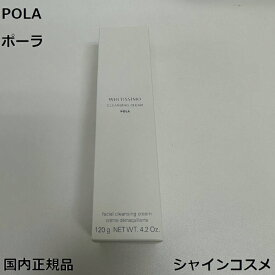 POLA
ポーラ
WHITISSIMO
CLEANSING CREAM
POLA
facial cleansing cream
crème démaquillante
120g NET WT. 4.2 Oz.
国内正規品
シャインコスメ